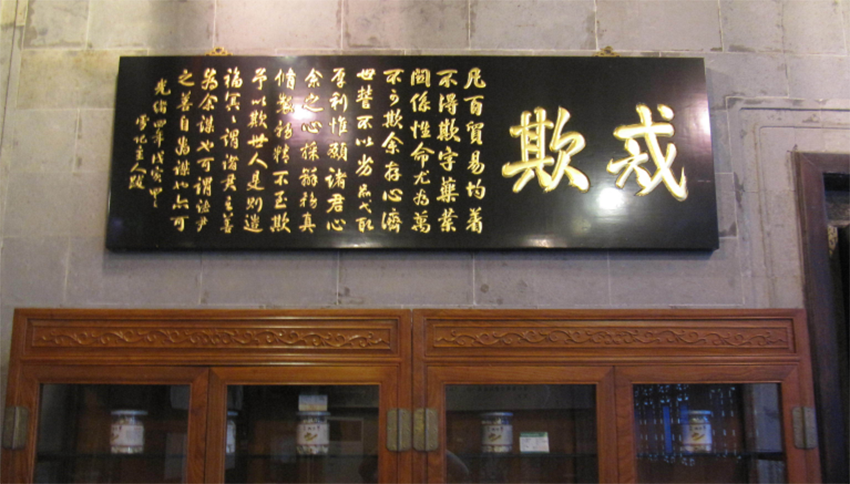 戒欺
凡百貿易均着
不得欺字藥業
關係性命尤為萬
不可欺余存心濟
世誓不以劣品弋取
厚利惟願諸君心
余之心採辦務真
修製務精不至欺
予以欺世人是則造
福冥〻謂諸君之善
為余謀也可謂諸君
之善自為謀也亦可
光緒四年戊寅
雪記主人跋